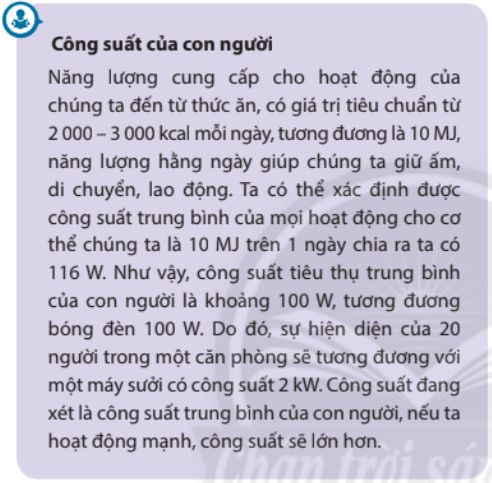 Công suất của con người
Năng lượng cung cấp cho hoạt động của
chúng ta đến từ thức ăn, có giá trị tiêu chuẩn từ
2 000 – 3 000 kcal mỗi ngày, tương đương là 10 MJ,
năng lượng hằng ngày giúp chúng ta giữ ấm,
di chuyển, lao động. Ta có thể xác định được
công suất trung bình của mọi hoạt động cho cơ
thể chúng ta là 10 MJ trên 1 ngày chia ra ta có
116 W. Như vậy, công suất tiêu thụ trung bình
của con người là khoảng 100 W, tương đương
bóng đèn 100 W. Do đó, sự hiện diện của 20
người trong một căn phòng sẽ tương đương với
một máy sưởi có công suất 2 kW. Công suất đang
xét là công suất trung bình của con người, nếu ta
hoạt động mạnh, công suất sẽ lớn hơn.
Chan trời sá